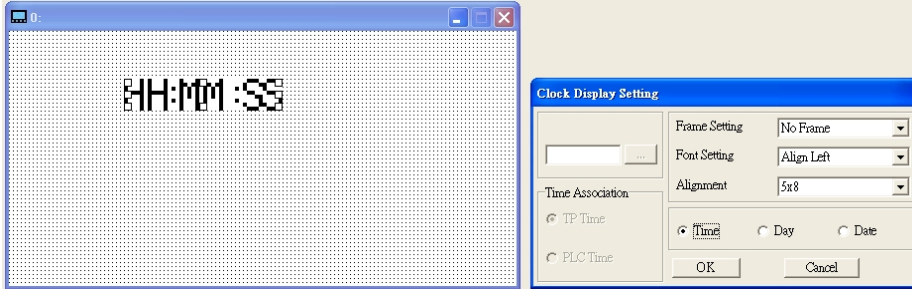 0:
HH:MM :SS
Clock Display Setting
Frame Setting No Frame
Font Setting Align Left
Alignment 5x8
...
Time Association
TP Time
PLC Time
Time Day Date
OK Cancel